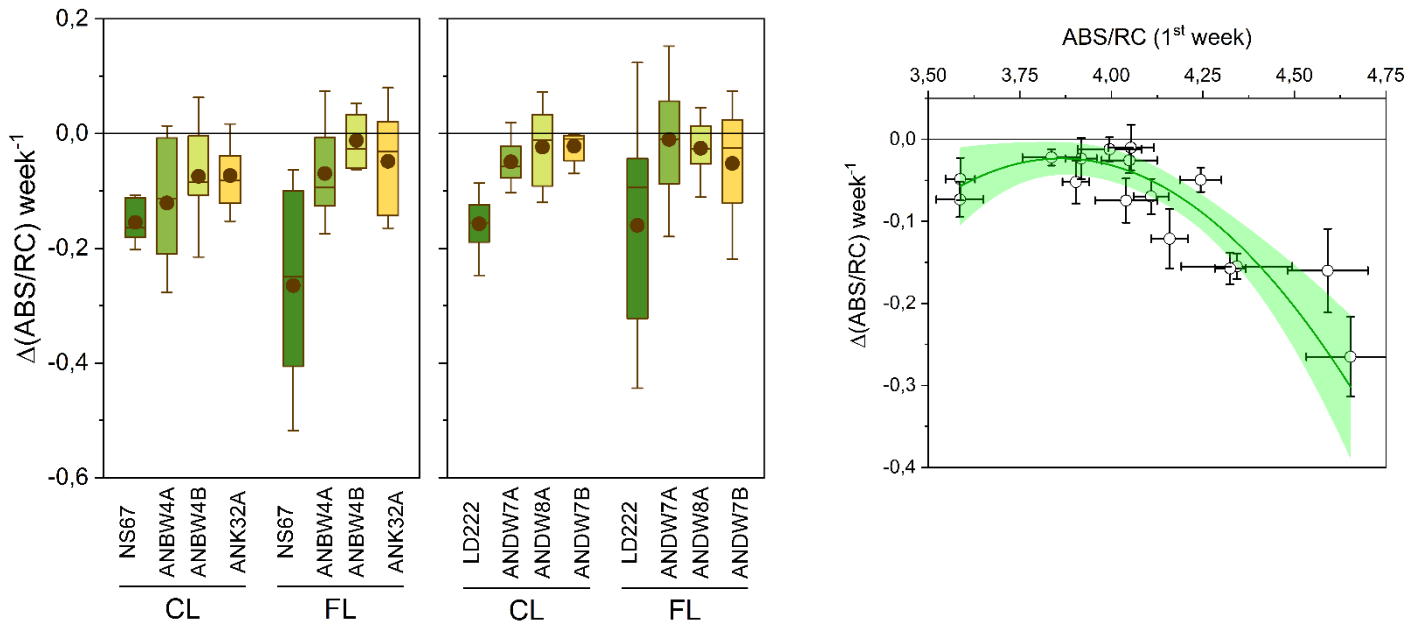 0,2
0,0
-0,2
-0,4
-0,6
Δ(ABS/RC) week⁻¹
NS67
ANBW4A
ANBW4B
ANK32A
NS67
ANBW4A
ANBW4B
ANK32A
CL
FL
LD222
ANDW7A
ANDW8A
ANDW7B
LD222
ANDW7A
ANDW8A
ANDW7B
CL
FL
ABS/RC (1ˢᵗ week)
3,50 3,75 4,00 4,25 4,50 4,75
0,0
-0,1
-0,2
-0,3
-0,4
Δ(ABS/RC) week⁻¹